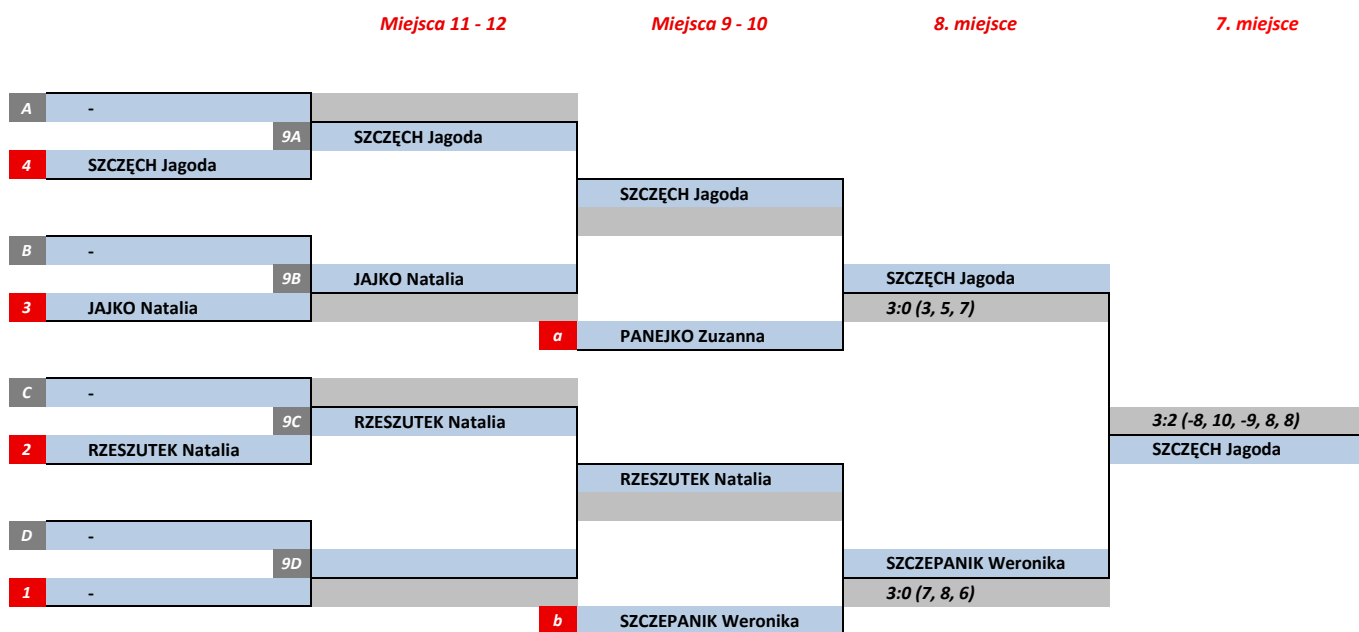 Miejsca 11 - 12 Miejsca 9 - 10 8. miejsce 7. miejsce
A -
9A SZCZĘCH Jagoda
4 SZCZĘCH Jagoda
SZCZĘCH Jagoda
B -
9B JAJKO Natalia SZCZĘCH Jagoda
3 JAJKO Natalia 3:0 (3, 5, 7)
a PANEJKO Zuzanna
C -
9C RZESZUTEK Natalia 3:2 (-8, 10, -9, 8, 8)
2 RZESZUTEK Natalia SZCZĘCH Jagoda
RZESZUTEK Natalia
D -
9D SZCZEPANIK Weronika
1 - 3:0 (7, 8, 6)
b SZCZEPANIK Weronika